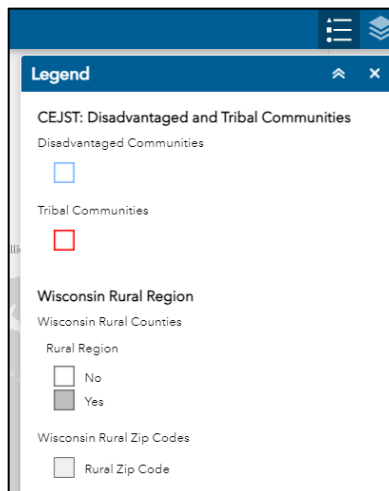 Legend
CEJST: Disadvantaged and Tribal Communities
Disadvantaged Communities
Tribal Communities
Wisconsin Rural Region
Wisconsin Rural Counties
Rural Region
No
Yes
Wisconsin Rural Zip Codes
Rural Zip Code